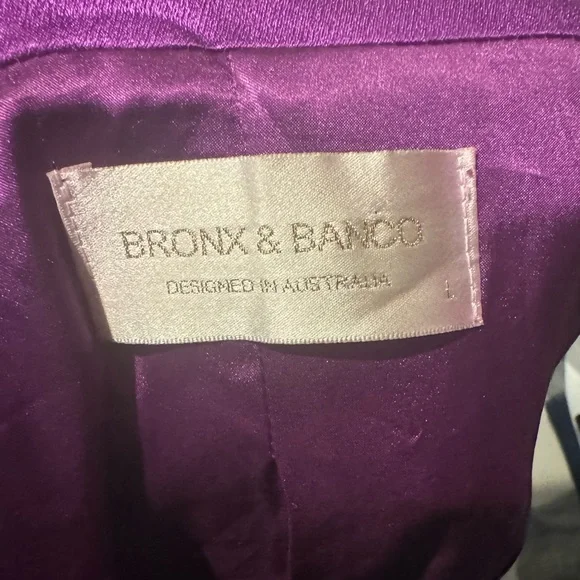 BRONX & BANCO
DESIGNED IN AUSTRALIA
L